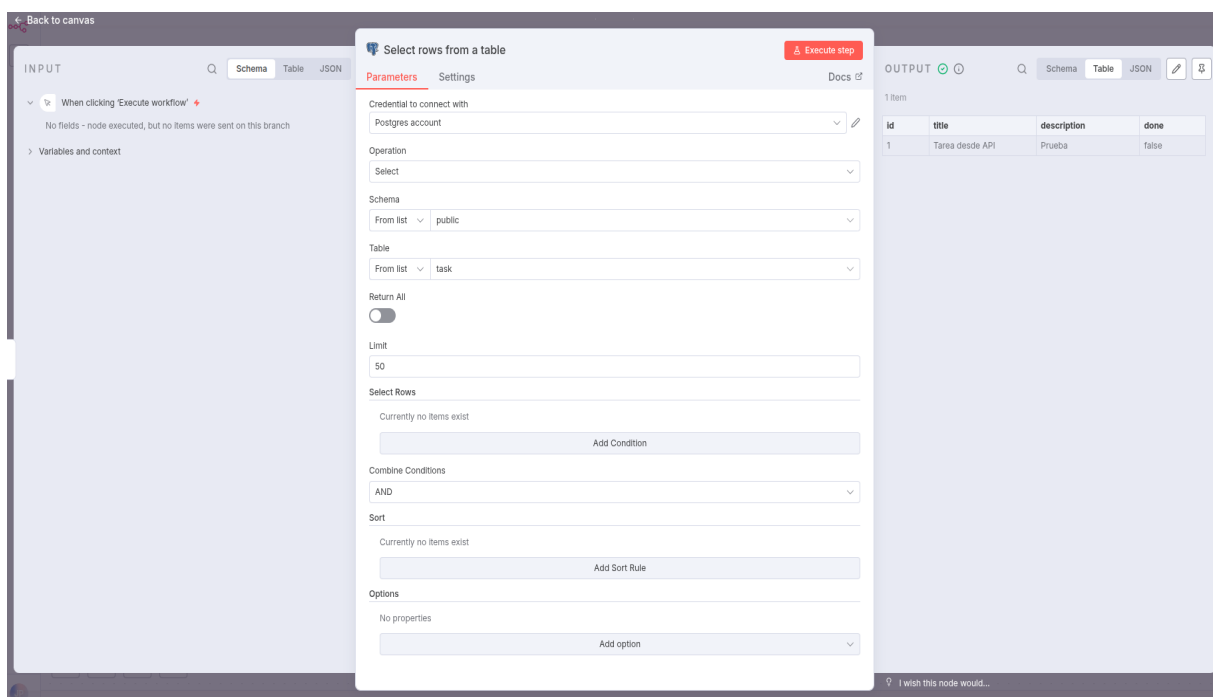 ← Back to canvas
INPUT
Schema Table JSON
When clicking ‘Execute workflow’
No fields - node executed, but no items were sent on this branch
Variables and context
Select rows from a table
Execute step
Parameters Settings Docs
Credential to connect with
Postgres account
Operation
Select
Schema
From list public
Table
From list task
Return All
Limit
50
Select Rows
Currently no items exist
Add Condition
Combine Conditions
AND
Sort
Currently no items exist
Add Sort Rule
Options
No properties
Add option
OUTPUT
Schema Table JSON
1 item
id title description done
1 Tarea desde API Prueba false
I wish this node would...